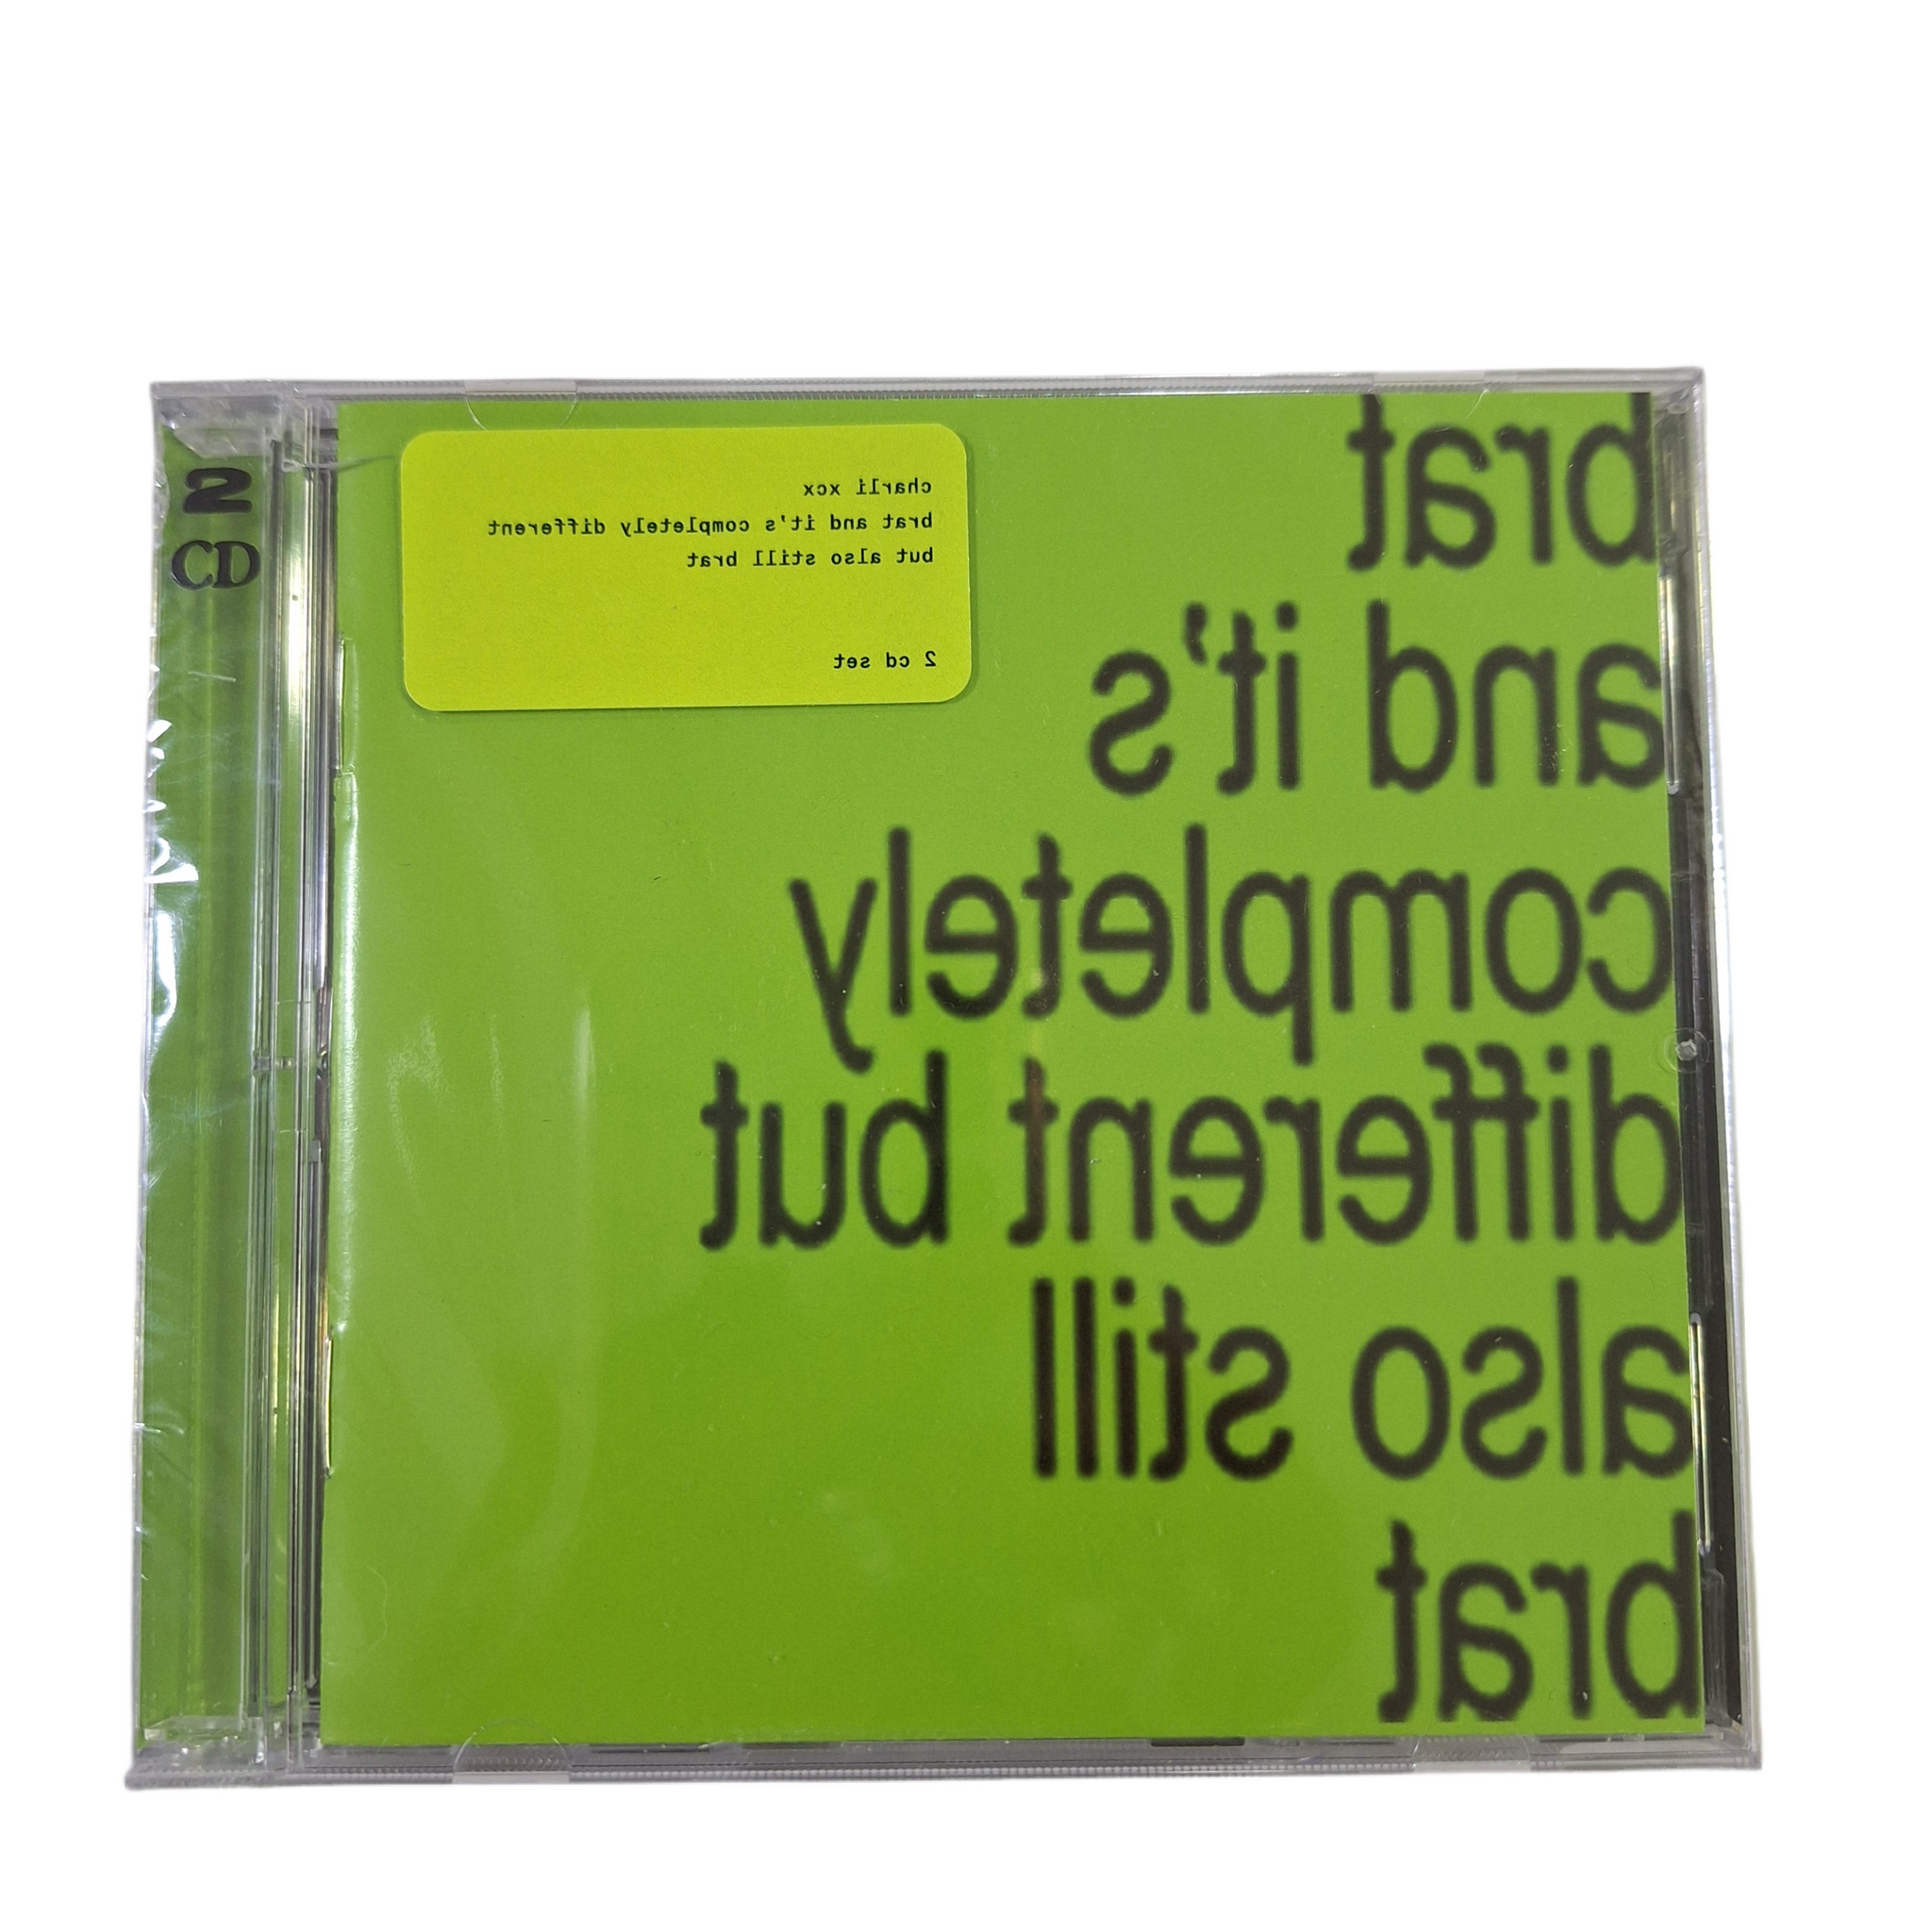 2
CD
charli xcx
brat and it's completely different
but also still brat
2 cd set
brat
and it's
completely
different but
also still
brat